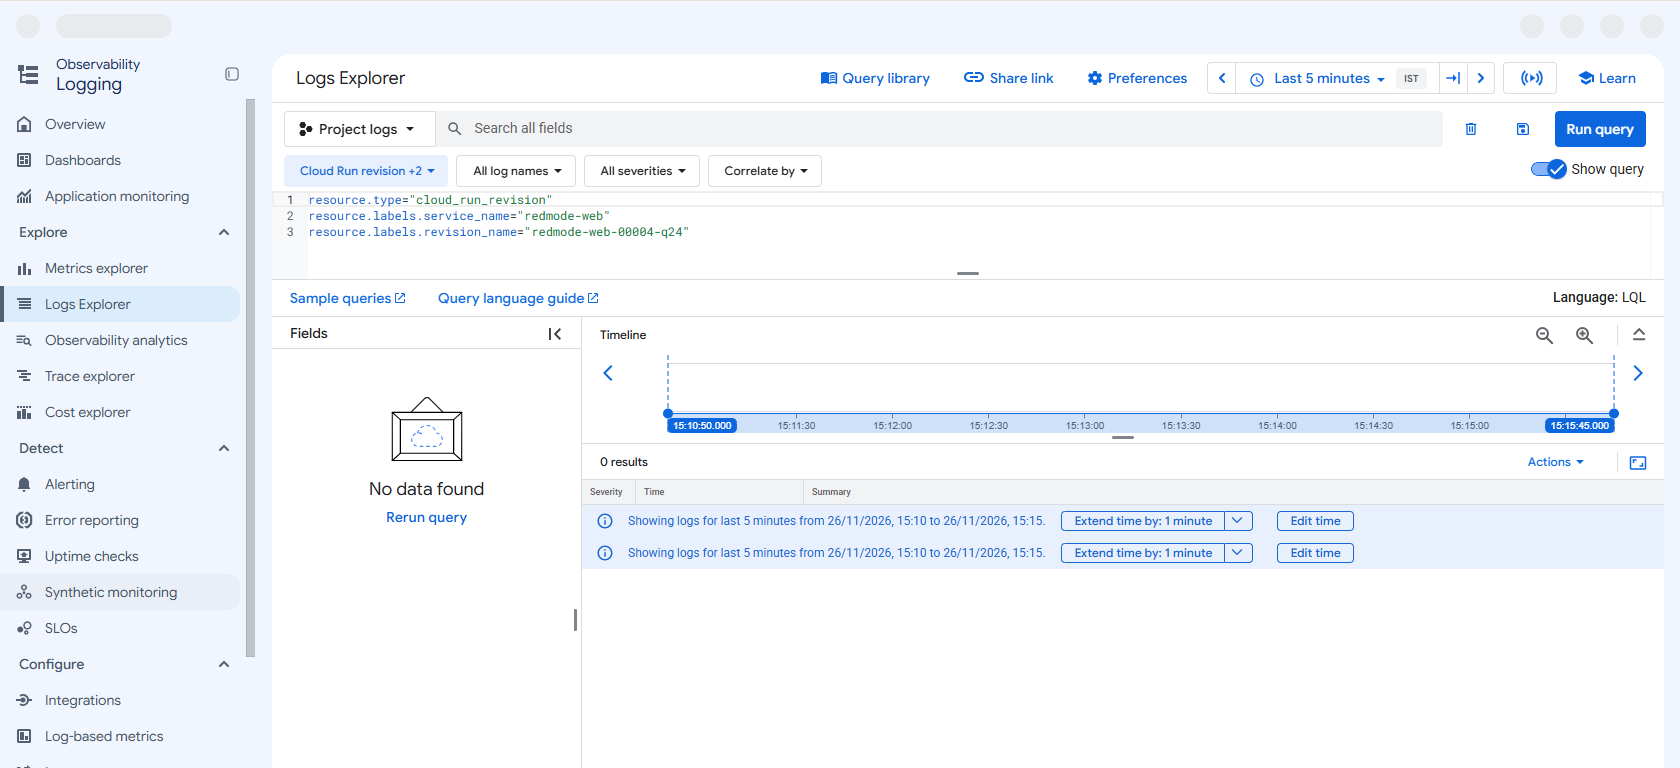 Observability
Logging
Overview
Dashboards
Application monitoring
Explore
Metrics explorer
Logs Explorer
Observability analytics
Trace explorer
Cost explorer
Detect
Alerting
Error reporting
Uptime checks
Synthetic monitoring
SLOs
Configure
Integrations
Log-based metrics
Logs Explorer
Query library
Share link
Preferences
Last 5 minutes
IST
Learn
Project logs
Search all fields
Run query
Cloud Run revision +2
All log names
All severities
Correlate by
Show query
1 resource.type="cloud_run_revision"
2 resource.labels.service_name="redmode-web"
3 resource.labels.revision_name="redmode-web-00004-q24"
Sample queries
Query language guide
Language: LQL
Fields
No data found
Rerun query
Timeline
15:10:50.000 15:11:30 15:12:00 15:12:30 15:13:00 15:13:30 15:14:00 15:14:30 15:15:00 15:15:45.000
0 results
Actions
Severity Time Summary
Showing logs for last 5 minutes from 26/11/2026, 15:10 to 26/11/2026, 15:15. Extend time by: 1 minute Edit time
Showing logs for last 5 minutes from 26/11/2026, 15:10 to 26/11/2026, 15:15. Extend time by: 1 minute Edit time